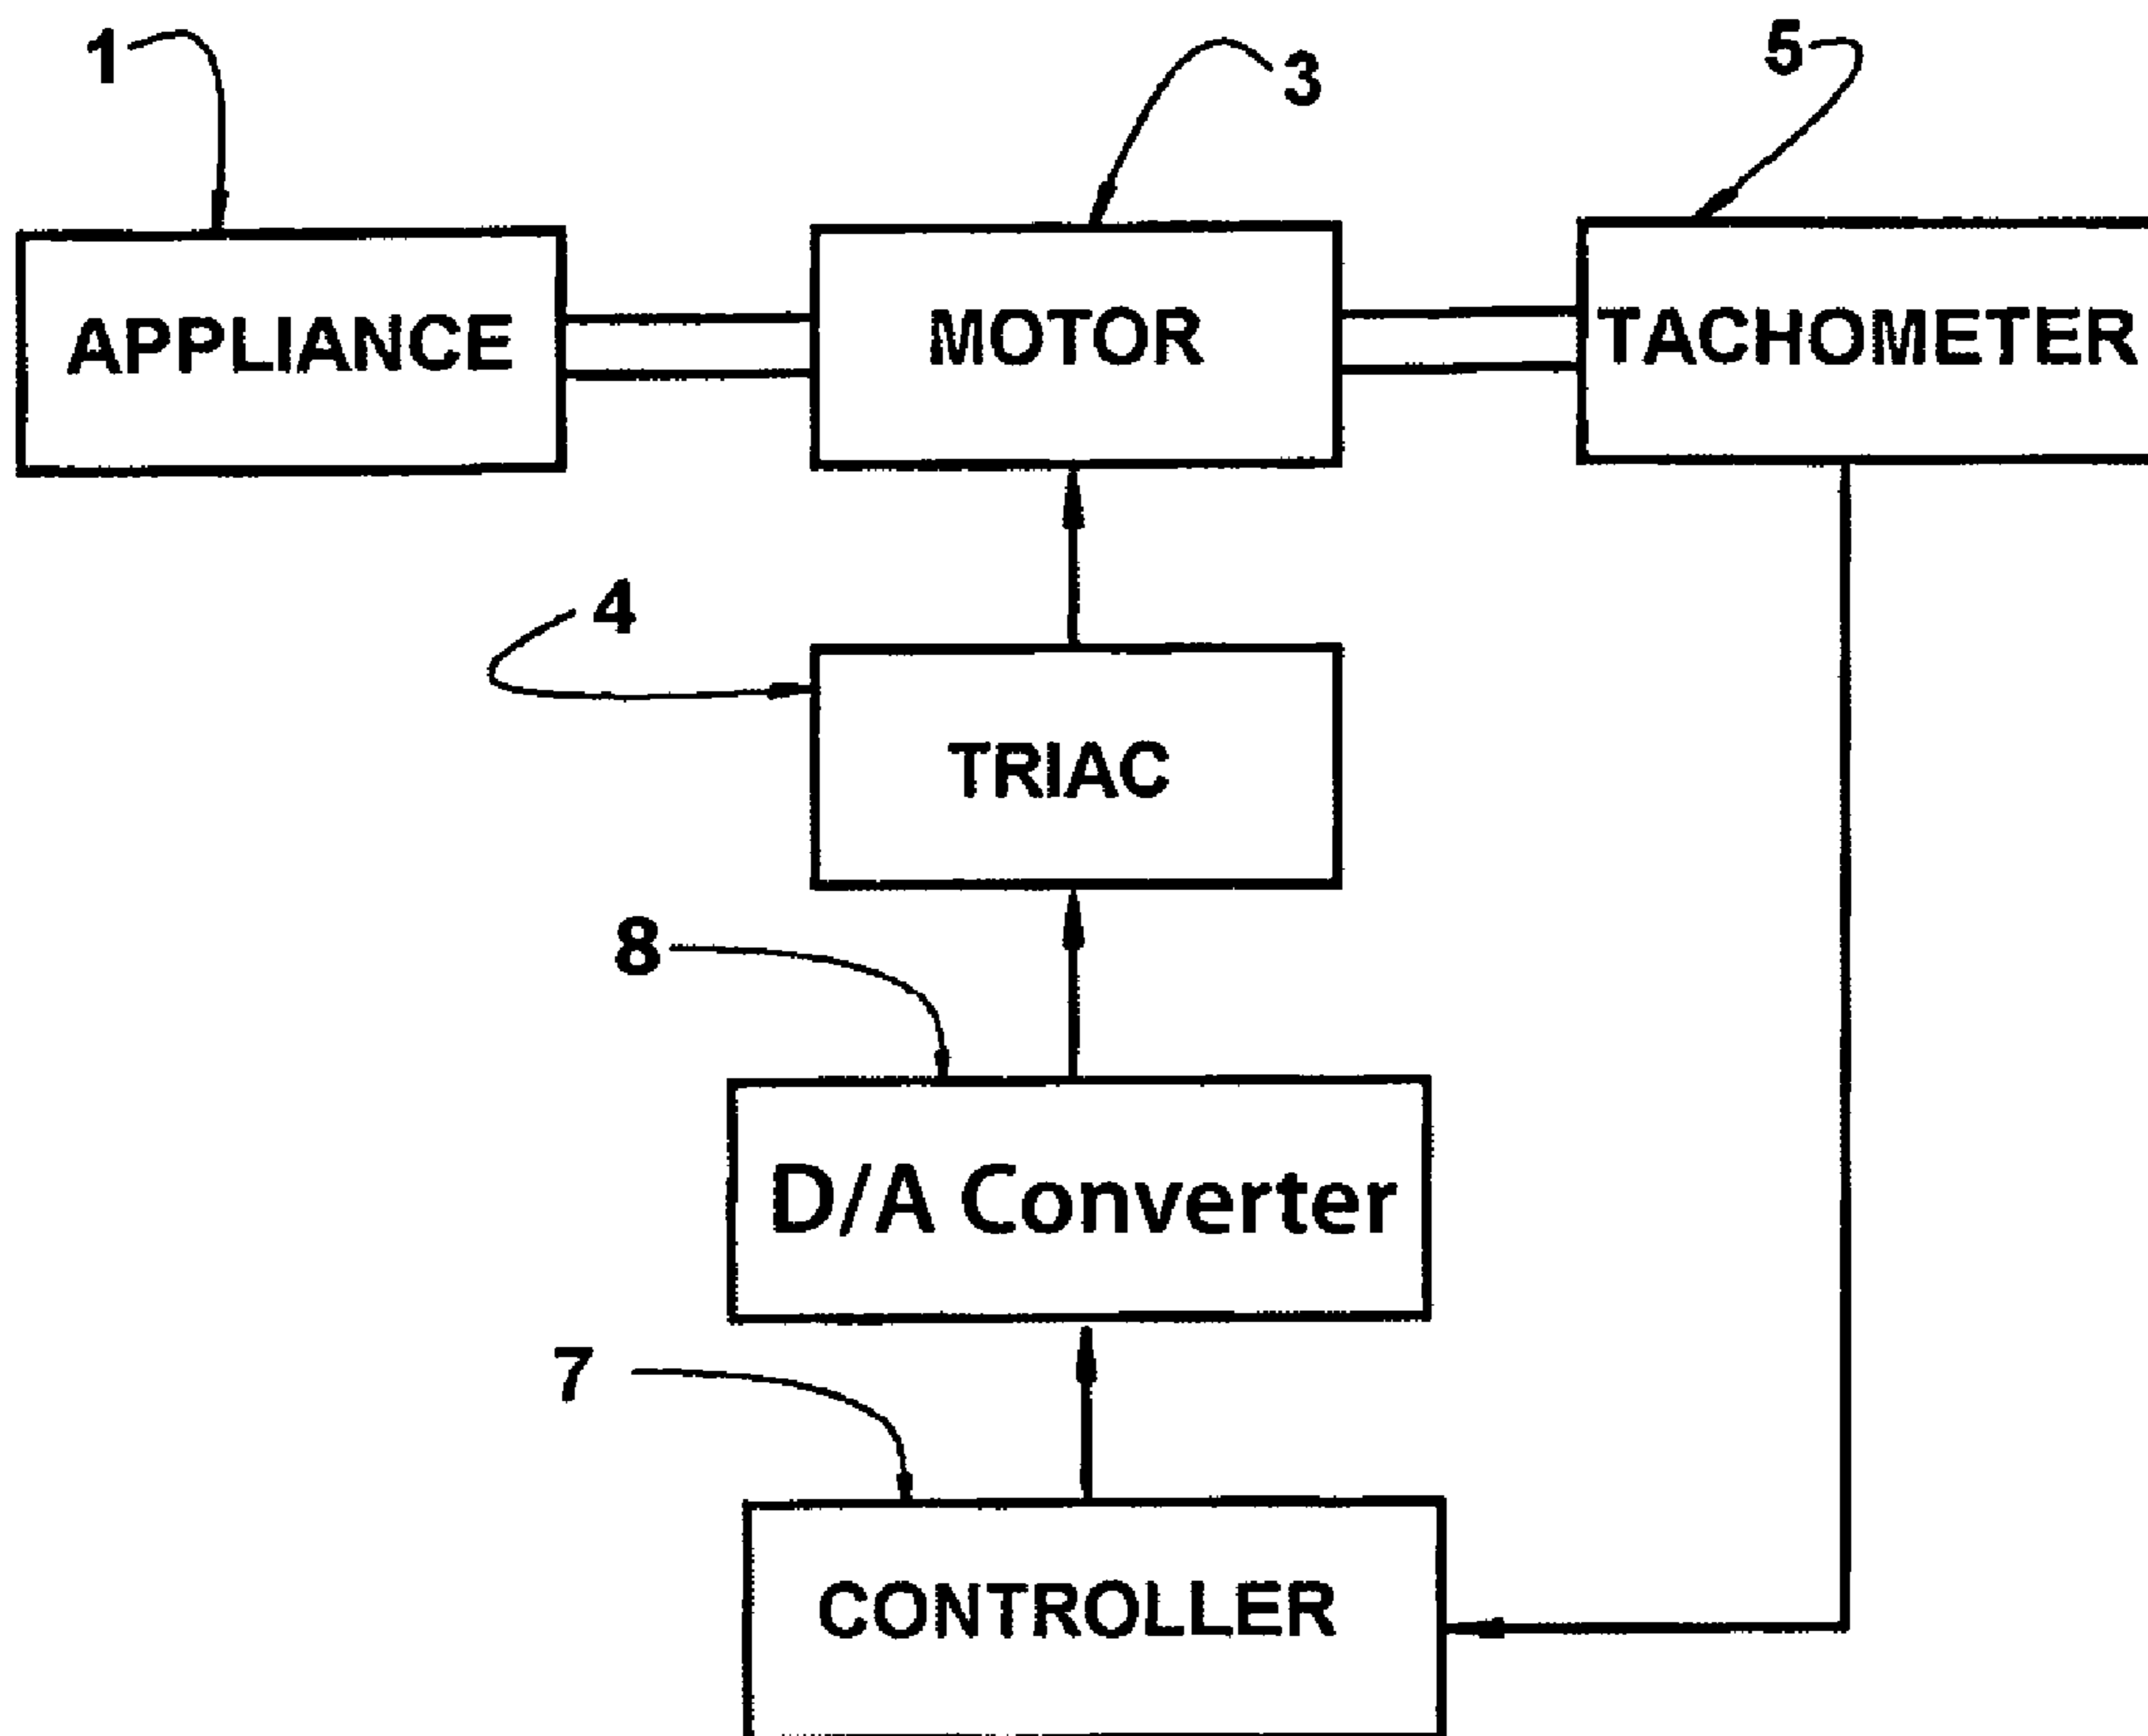 1
3
5
APPLIANCE
MOTOR
TACHOMETER
4
TRIAC
8
D/A Converter
7
CONTROLLER